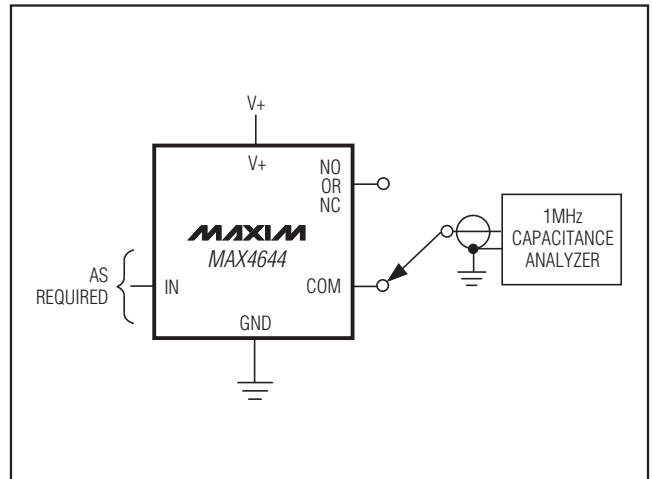 V+
V+
NO
OR
NC
MAXIM
MAX4644
AS
REQUIRED
IN
COM
GND
1MHz
CAPACITANCE
ANALYZER